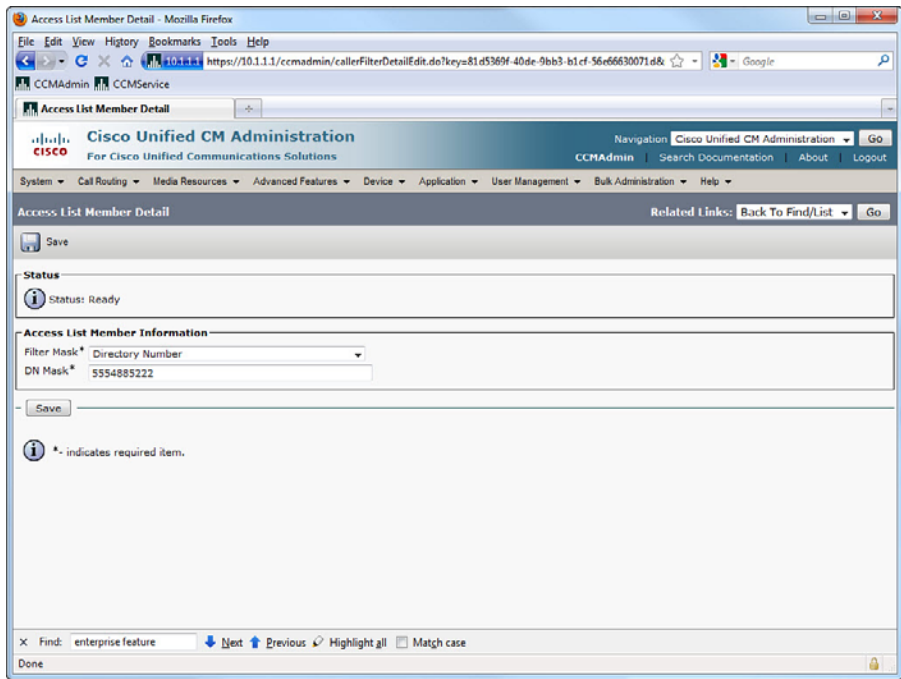 Access List Member Detail - Mozilla Firefox
File Edit View History Bookmarks Tools Help
10.1.1.1 https://10.1.1.1/ccmadmin/callerFilterDetailEdit.do?key=81d5369f-40de-9bb3-b1cf-56e66630071d& Google
CCMAdmin CCMService
Access List Member Detail
cisco
Cisco Unified CM Administration
For Cisco Unified Communications Solutions
Navigation Cisco Unified CM Administration Go
CCMAdmin | Search Documentation | About | Logout
System Call Routing Media Resources Advanced Features Device Application User Management Bulk Administration Help
Access List Member Detail Related Links: Back To Find/List Go
Save
Status
Status: Ready
Access List Member Information
Filter Mask* Directory Number
DN Mask* 5554885222
Save
*- indicates required item.
× Find: enterprise feature Next Previous Highlight all Match case
Done